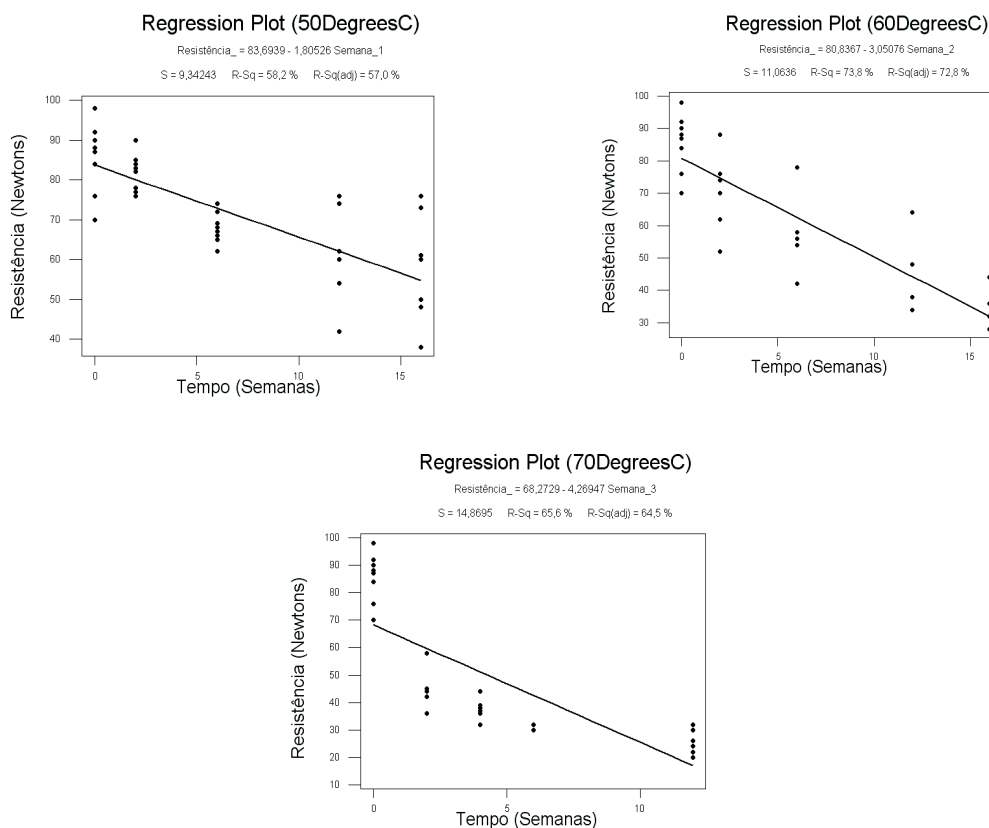 Regression Plot (50DegreesC)
Resistência_ = 83,6939 - 1,80526 Semana_1
S = 9,34243 R-Sq = 58,2 % R-Sq(adj) = 57,0 %
100
90
80
70
60
50
40
Resistência (Newtons)
0 5 10 15
Tempo (Semanas)
Regression Plot (60DegreesC)
Resistência_ = 80,8367 - 3,05076 Semana_2
S = 11,0636 R-Sq = 73,8 % R-Sq(adj) = 72,8 %
100
90
80
70
60
50
40
30
Resistência (Newtons)
0 5 10 15
Tempo (Semanas)
Regression Plot (70DegreesC)
Resistência_ = 68,2729 - 4,26947 Semana_3
S = 14,8695 R-Sq = 65,6 % R-Sq(adj) = 64,5 %
100
90
80
70
60
50
40
30
20
10
Resistência (Newtons)
0 5 10
Tempo (Semanas)